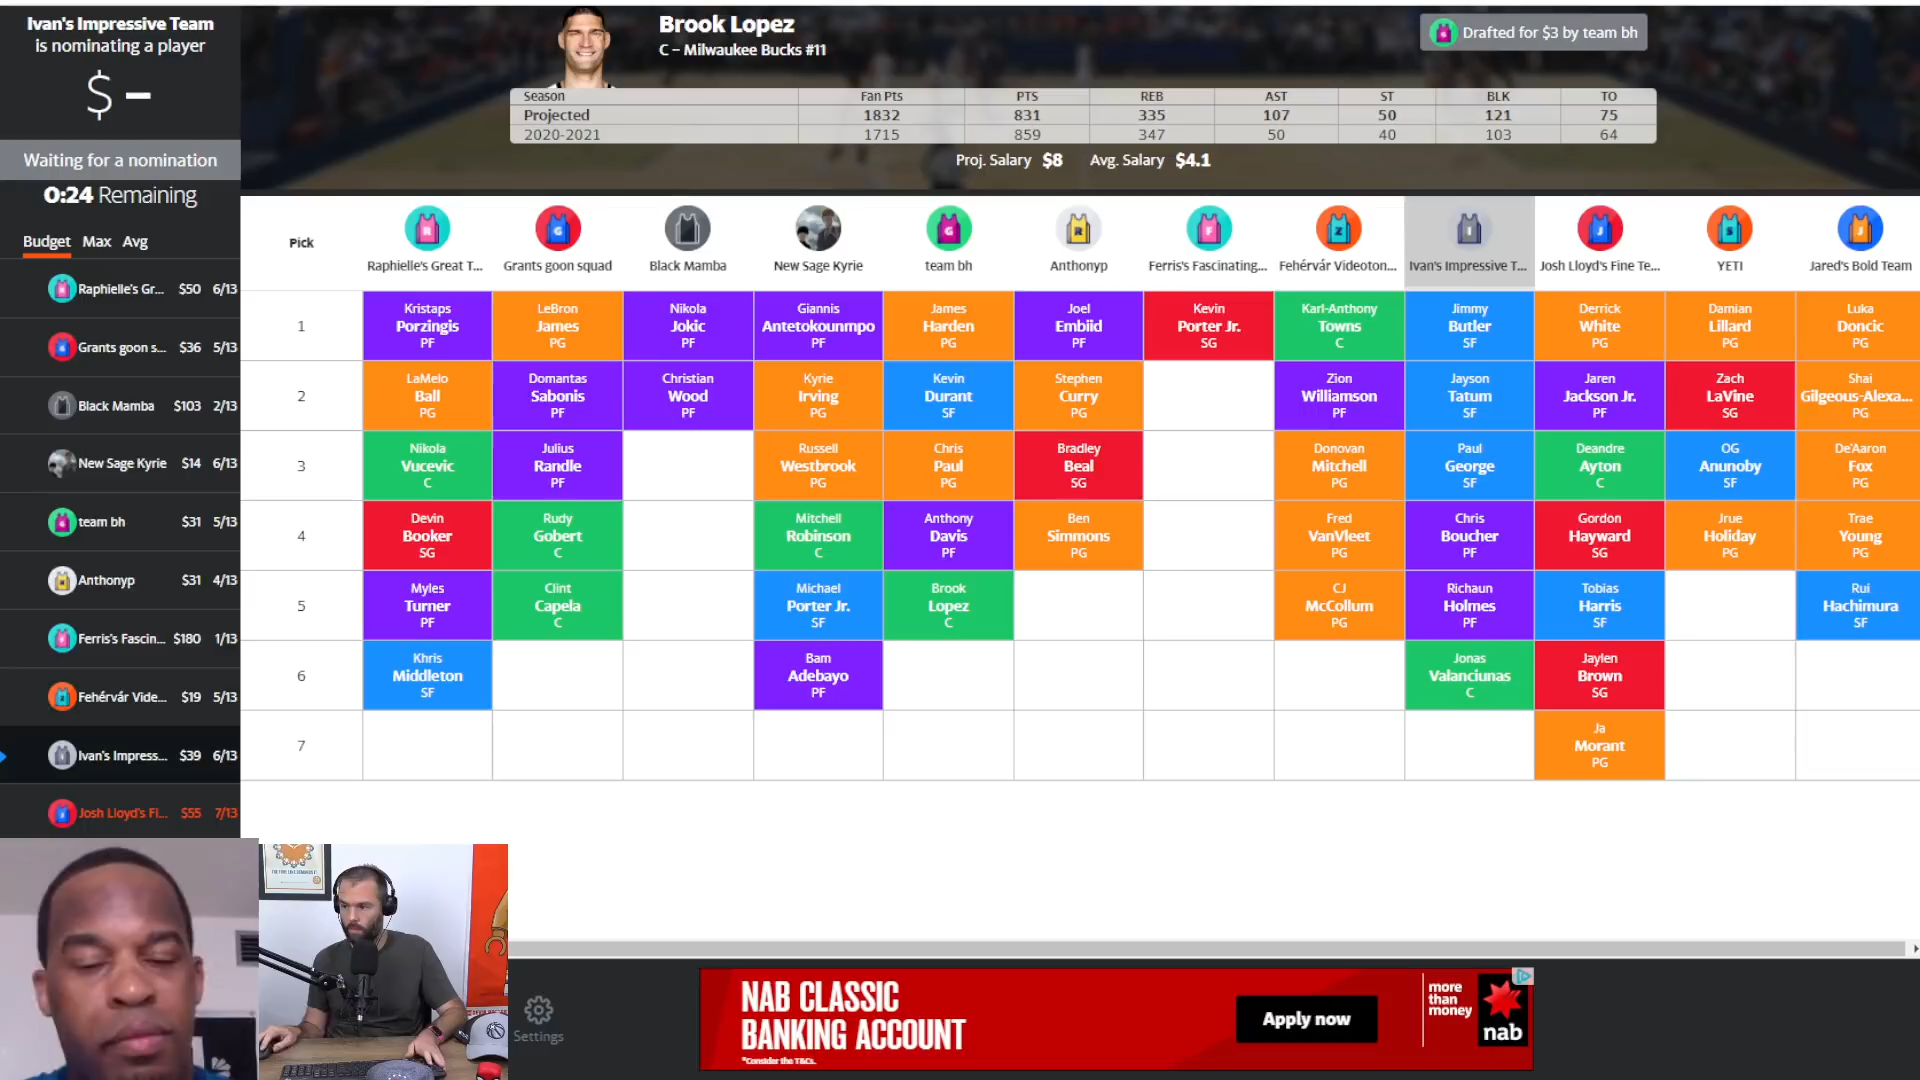 Ivan's Impressive Team
is nominating a player
$ –
Waiting for a nomination
0:24 Remaining
Budget Max Avg
Raphielle's Gr... $50 6/13
Grants goon s... $36 5/13
Black Mamba $103 2/13
New Sage Kyrie $14 6/13
team bh $31 5/13
Anthonyp $31 4/13
Ferris's Fascin... $180 1/13
Fehérvár Vide... $19 5/13
Ivan's Impress... $39 6/13
Josh Lloyd's Fi... $55 7/13
Brook Lopez
C – Milwaukee Bucks #11
Drafted for $3 by team bh
Season Fan Pts PTS REB AST ST BLK TO
Projected 1832 831 335 107 50 121 75
2020-2021 1715 859 347 50 40 103 64
Proj. Salary $8 Avg. Salary $4.1
Pick Raphielle's Great T... Grants goon squad Black Mamba New Sage Kyrie team bh Anthonyp Ferris's Fascinating... Fehérvár Videoton... Ivan's Impressive T... Josh Lloyd's Fine Te... YETI Jared's Bold Team
Kristaps LeBron Nikola Giannis James Joel Kevin Karl-Anthony Jimmy Derrick Damian Luka
1 Porzingis James Jokic Antetokounmpo Harden Embiid Porter Jr. Towns Butler White Lillard Doncic
PF PG PF PF PG PF SG C SF PG PG PG
LaMelo Domantas Christian Kyrie Kevin Stephen Zion Jayson Jaren Zach Shai
2 Ball Sabonis Wood Irving Durant Curry Williamson Tatum Jackson Jr. LaVine Gilgeous-Alexa...
PG PF PF PG SF PG PF SF PF SG PG
Nikola Julius Russell Chris Bradley Donovan Paul Deandre OG De'Aaron
3 Vucevic Randle Westbrook Paul Beal Mitchell George Ayton Anunoby Fox
C PF PG PG SG PG SF C SF PG
Devin Rudy Mitchell Anthony Ben Fred Chris Gordon Jrue Trae
4 Booker Gobert Robinson Davis Simmons VanVleet Boucher Hayward Holiday Young
SG C C PF PG PG PF SG PG PG
Myles Clint Michael Brook CJ Richaun Tobias Rui
5 Turner Capela Porter Jr. Lopez McCollum Holmes Harris Hachimura
PF C SF C PG PF SF SF
Khris Bam Jonas Jaylen
6 Middleton Adebayo Valanciunas Brown
SF PF C SG
Ja
7 Morant
PG
Settings
NAB CLASSIC
BANKING ACCOUNT
*Consider the T&Cs.
Apply now
more
than
money
nab